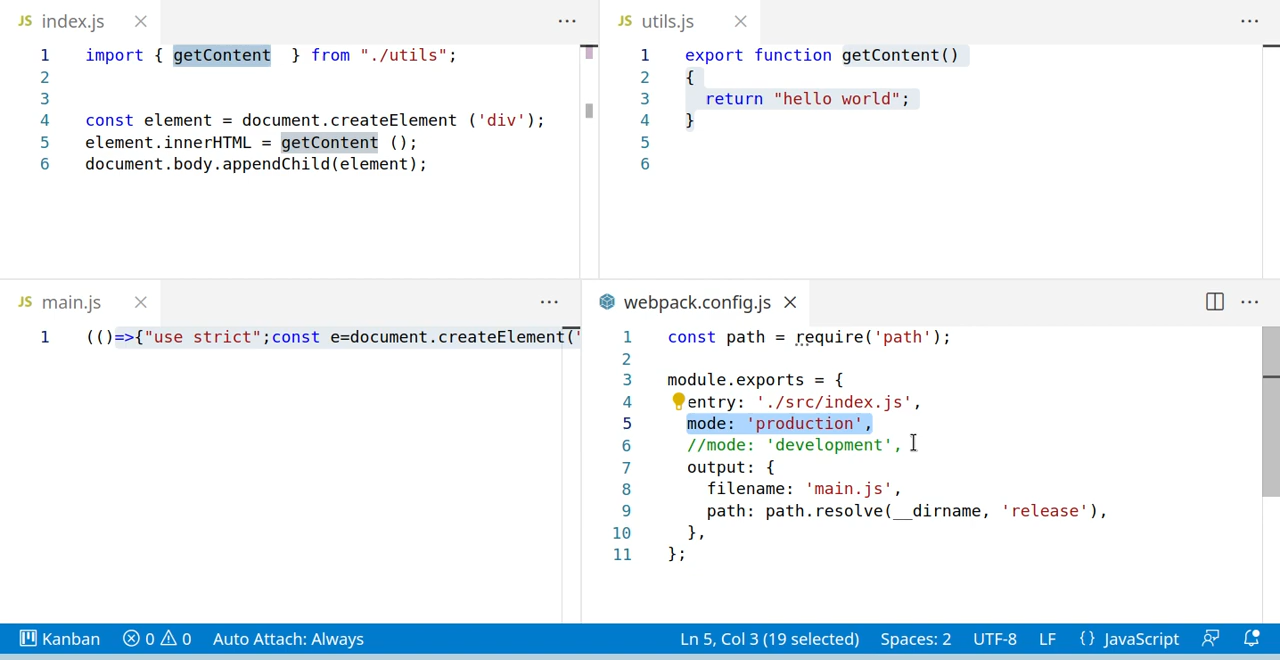 JS index.js
1 import { getContent } from "./utils";
2
3
4 const element = document.createElement ('div');
5 element.innerHTML = getContent ();
6 document.body.appendChild(element);
JS utils.js
1 export function getContent()
2 {
3 return "hello world";
4 }
5
6
JS main.js
1 (()=>{"use strict";const e=document.createElement('
webpack.config.js
1 const path = require('path');
2
3 module.exports = {
4 entry: './src/index.js',
5 mode: 'production',
6 //mode: 'development',
7 output: {
8 filename: 'main.js',
9 path: path.resolve(__dirname, 'release'),
10 },
11 };
Kanban 0 0 Auto Attach: Always Ln 5, Col 3 (19 selected) Spaces: 2 UTF-8 LF {} JavaScript